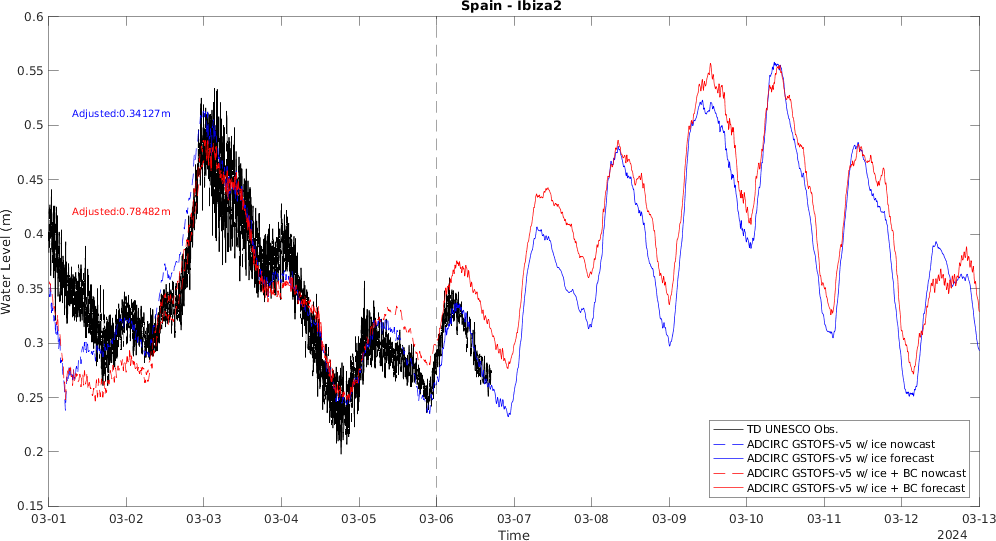 Spain - Ibiza2
0.6
0.55
0.5
0.45
0.4
0.35
0.3
0.25
0.2
0.15
Water Level (m)
Adjusted:0.34127m
Adjusted:0.78482m
TD UNESCO Obs.
ADCIRC GSTOFS-v5 w/ ice nowcast
ADCIRC GSTOFS-v5 w/ ice forecast
ADCIRC GSTOFS-v5 w/ ice + BC nowcast
ADCIRC GSTOFS-v5 w/ ice + BC forecast
03-01 03-02 03-03 03-04 03-05 03-06 03-07 03-08 03-09 03-10 03-11 03-12 03-13
Time
2024